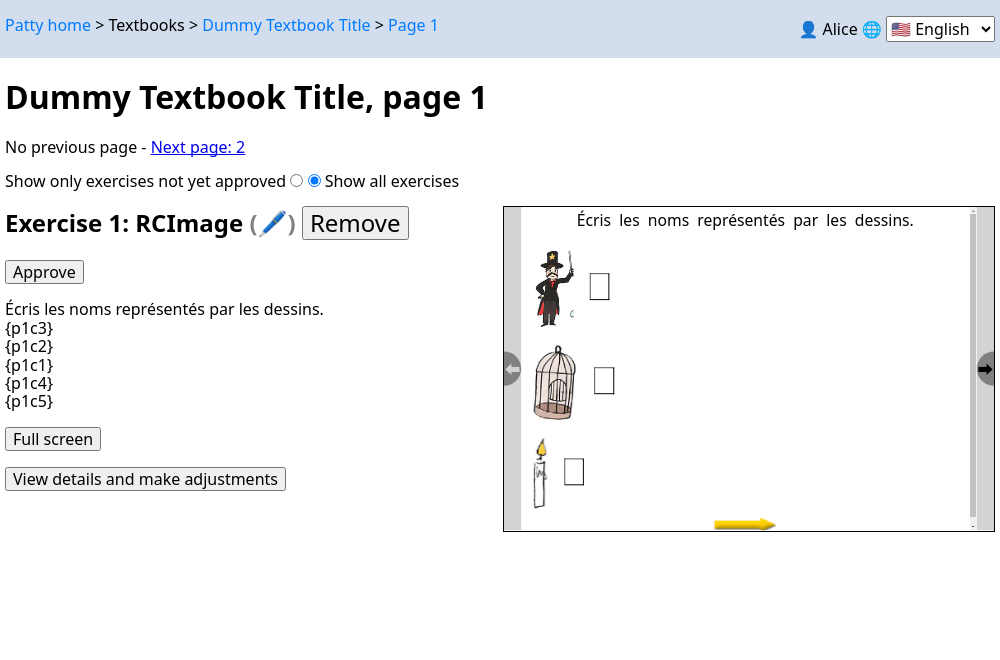 Patty home > Textbooks > Dummy Textbook Title > Page 1
👤 Alice 🌐 🇺🇸 English
Dummy Textbook Title, page 1
No previous page - Next page: 2
Show only exercises not yet approved Show all exercises
Exercise 1: RCImage (🖊️) Remove
Approve
Écris les noms représentés par les dessins.
{p1c3}
{p1c2}
{p1c1}
{p1c4}
{p1c5}
Full screen
View details and make adjustments
Écris les noms représentés par les dessins.